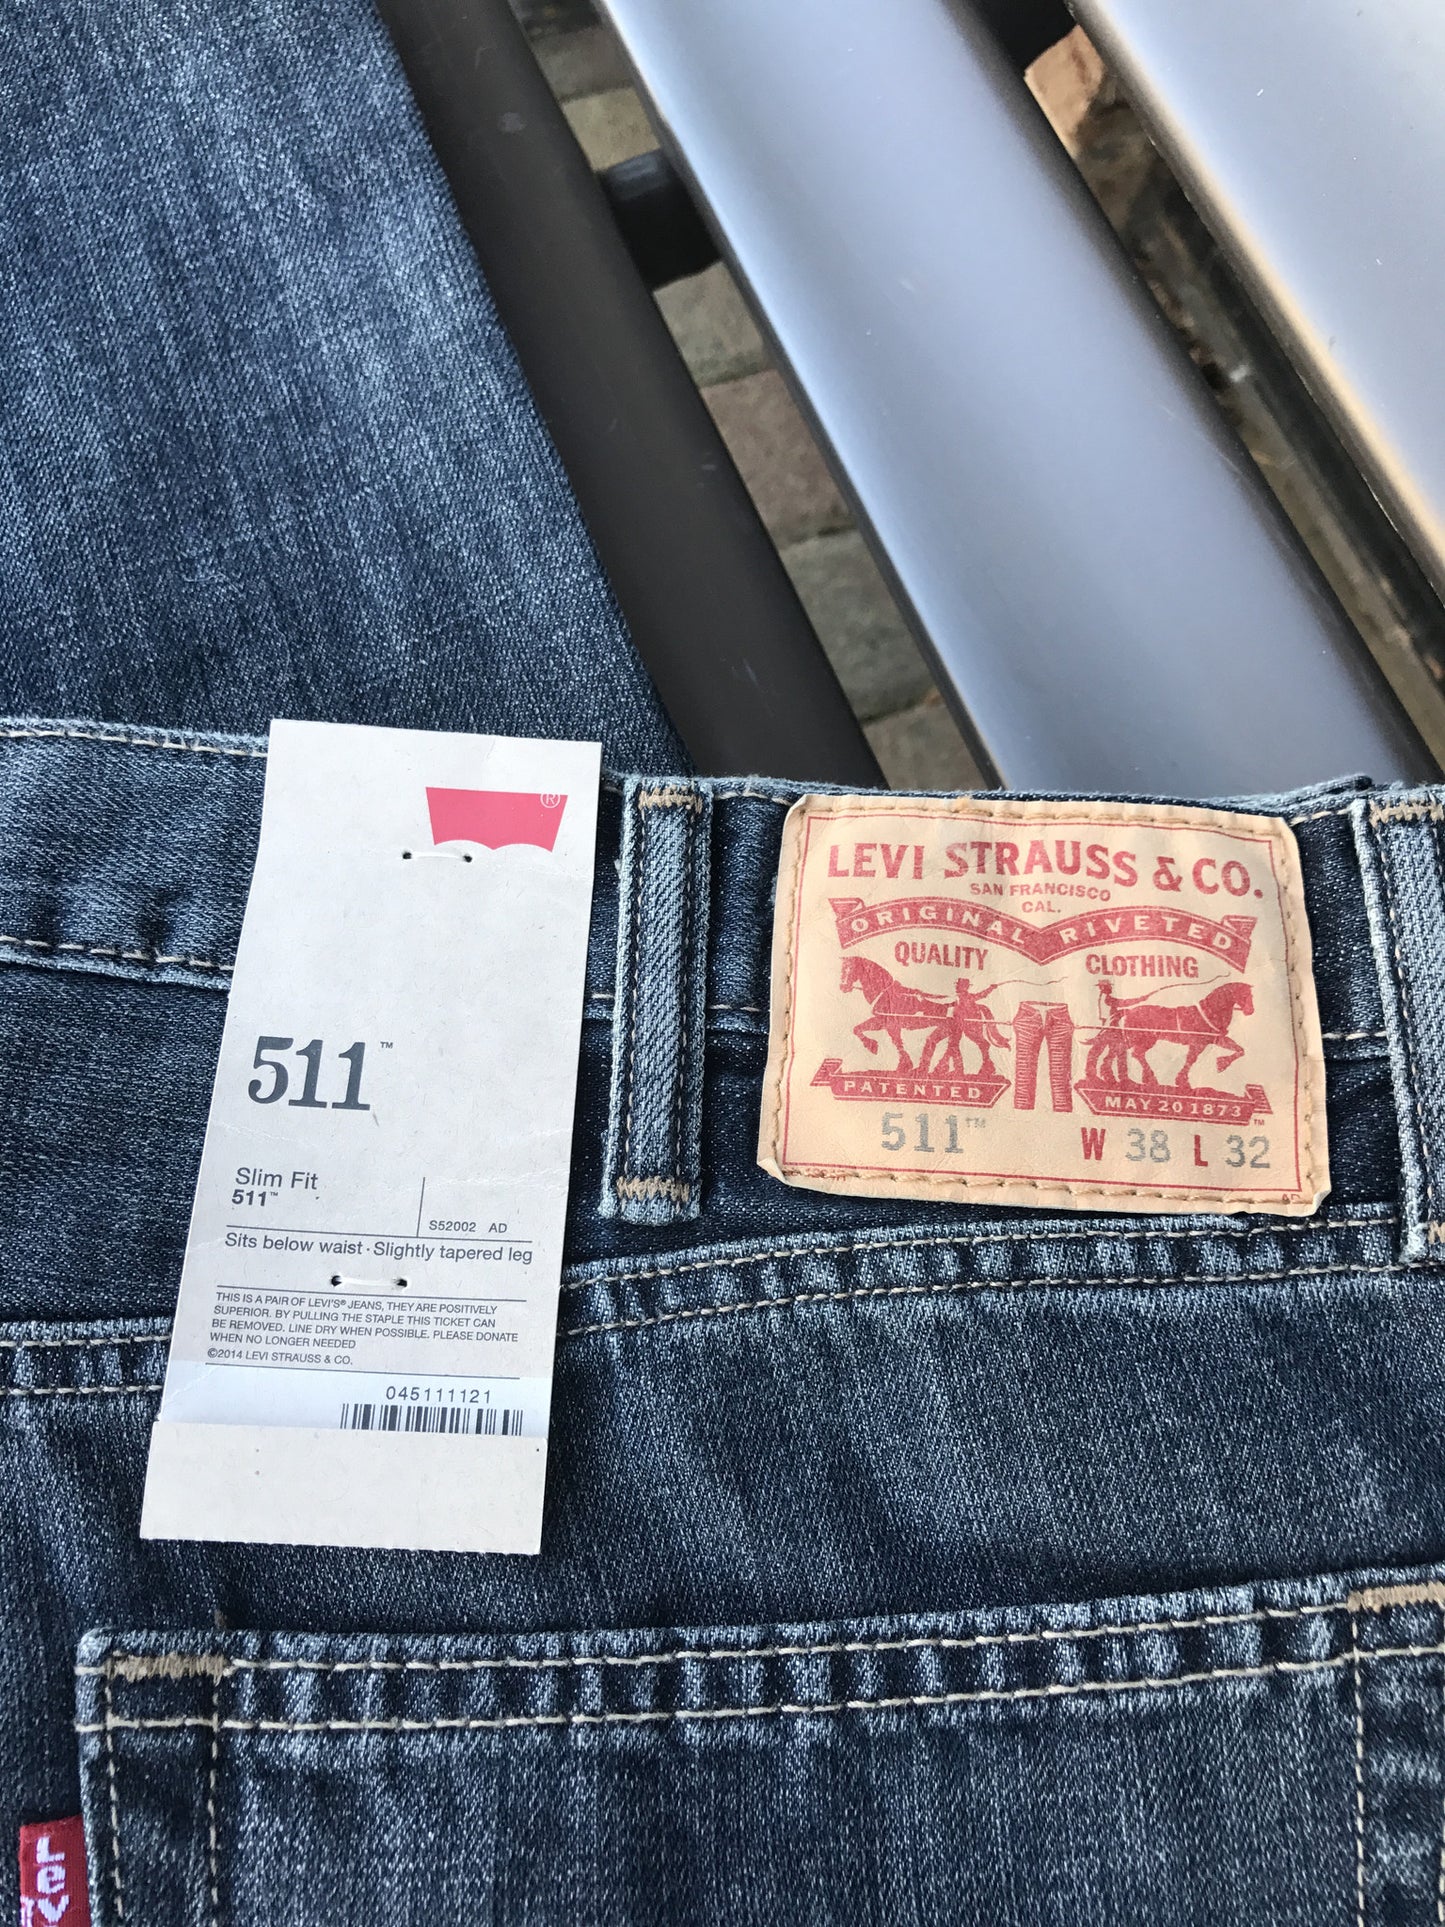 ®
511™
Slim Fit
511™
S52002 AD
Sits below waist · Slightly tapered leg
THIS IS A PAIR OF LEVI'S® JEANS, THEY ARE POSITIVELY
SUPERIOR. BY PULLING THE STAPLE THIS TICKET CAN
BE REMOVED. LINE DRY WHEN POSSIBLE. PLEASE DONATE
WHEN NO LONGER NEEDED
©2014 LEVI STRAUSS & CO.
045111121
LEVI STRAUSS & CO.
SAN FRANCISCO
CAL.
ORIGINAL RIVETED
QUALITY CLOTHING
PATENTED MAY 20 1873
™
511™ W 38 L 32
LeV